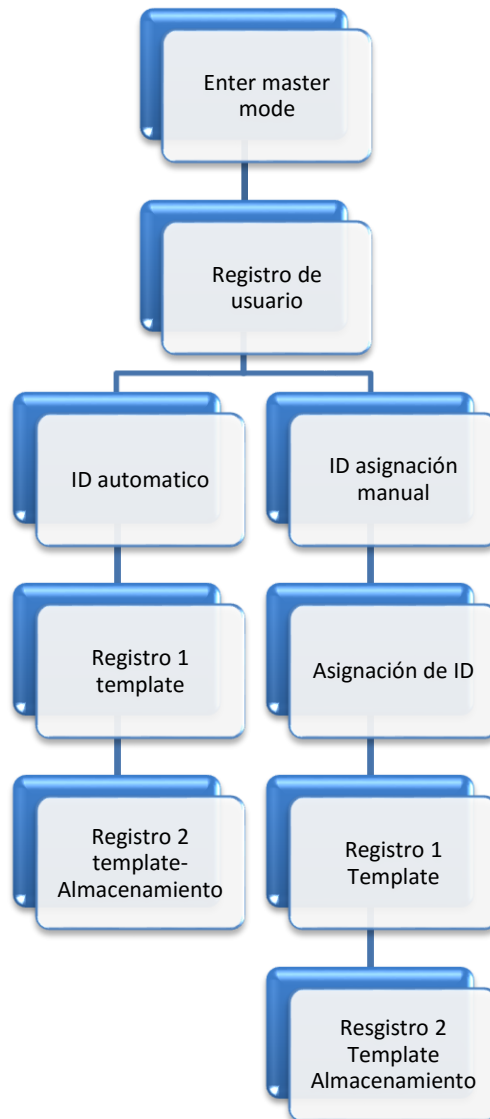 Enter master
mode
Registro de
usuario
ID automatico
ID asignación
manual
Registro 1
template
Asignación de ID
Registro 2
template-
Almacenamiento
Registro 1
Template
Resgistro 2
Template
Almacenamiento